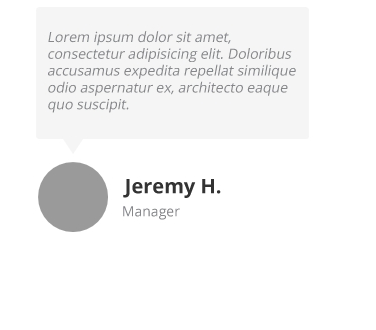 Lorem ipsum dolor sit amet,
consectetur adipisicing elit. Doloribus
accusamus expedita repellat similique
odio aspernatur ex, architecto eaque
quo suscipit.
Jeremy H.
Manager